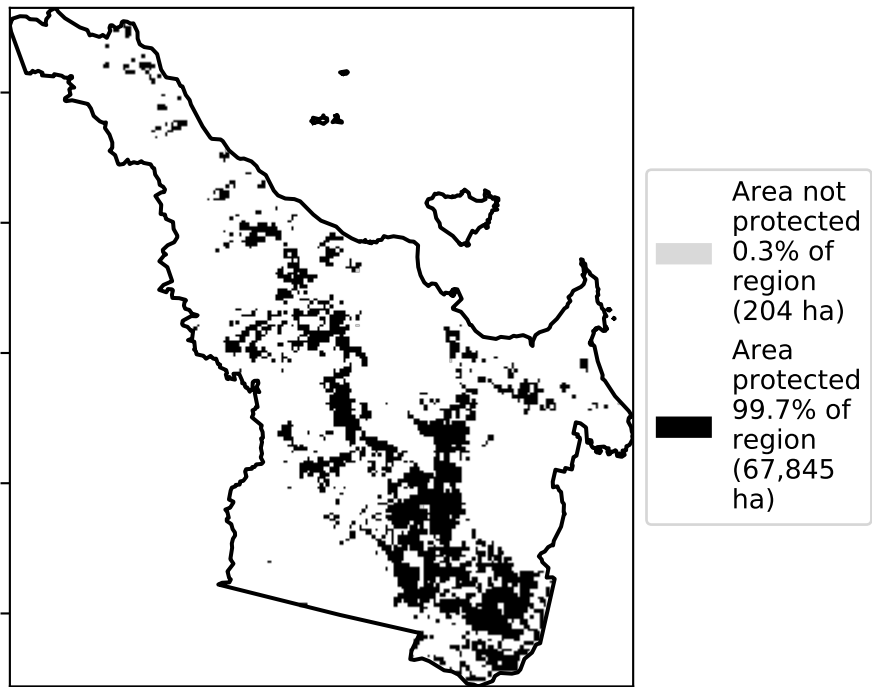 Area not
protected
0.3% of
region
(204 ha)
Area
protected
99.7% of
region
(67,845
ha)